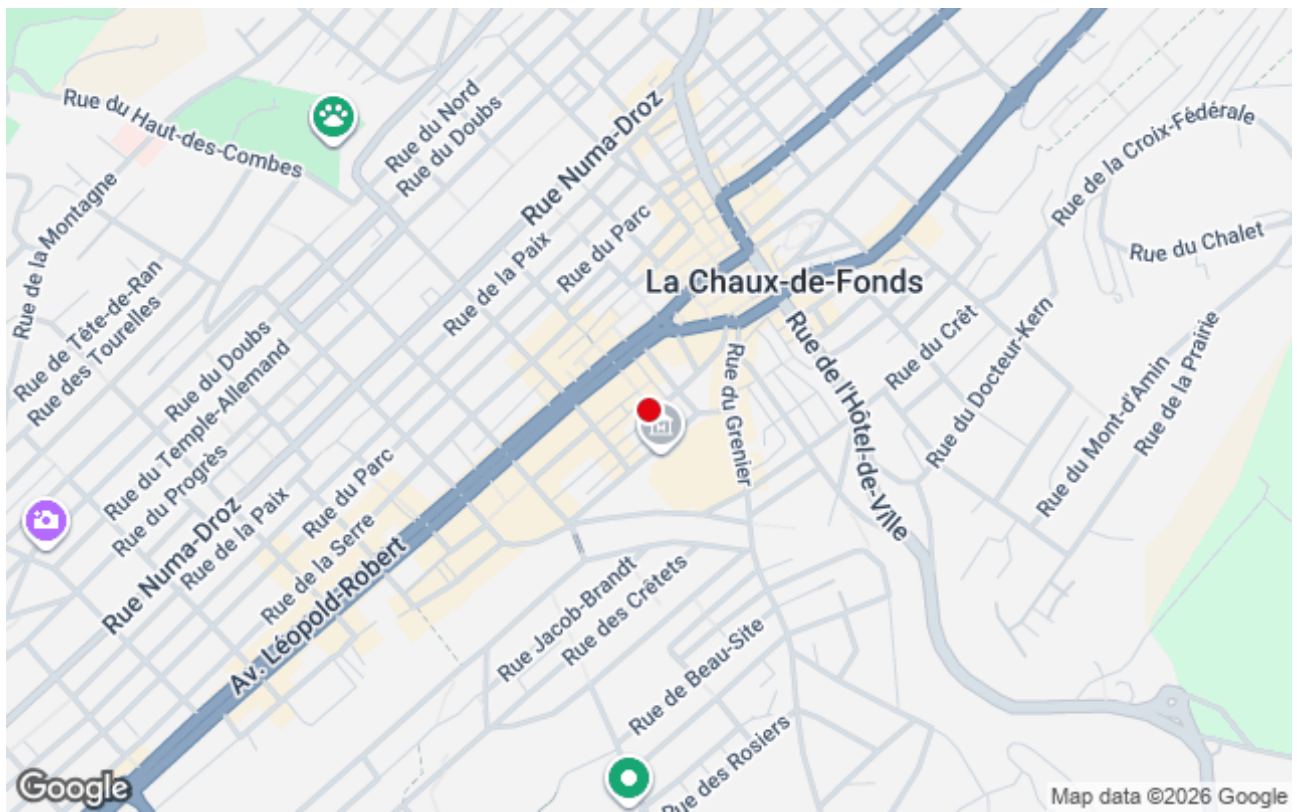 Rue du Haut-des-Combes
Rue du Nord
Rue du Doubs
Rue Numa-Droz
Rue de la Croix-Fédérale
Rue de la Montagne
Rue du Parc
Rue de la Paix
Rue du Chalet
La Chaux-de-Fonds
Rue de Tête-de-Ran
Rue des Tourelles
Rue du Doubs
Rue du Temple-Allemand
Rue du Progrès
Rue du Crêt
Rue du Docteur-Kern
Rue de l'Hôtel-de-Ville
Rue du Grenier
Rue du Mont-d'Amin
Rue de la Prairie
Rue du Parc
Rue de la Serre
Rue Numa-Droz
Rue de la Paix
Av. Léopold-Robert
Rue Jacob-Brandt
Rue des Crêtets
Rue de Beau-Site
Rue des Rosiers
Google
Map data ©2026 Google